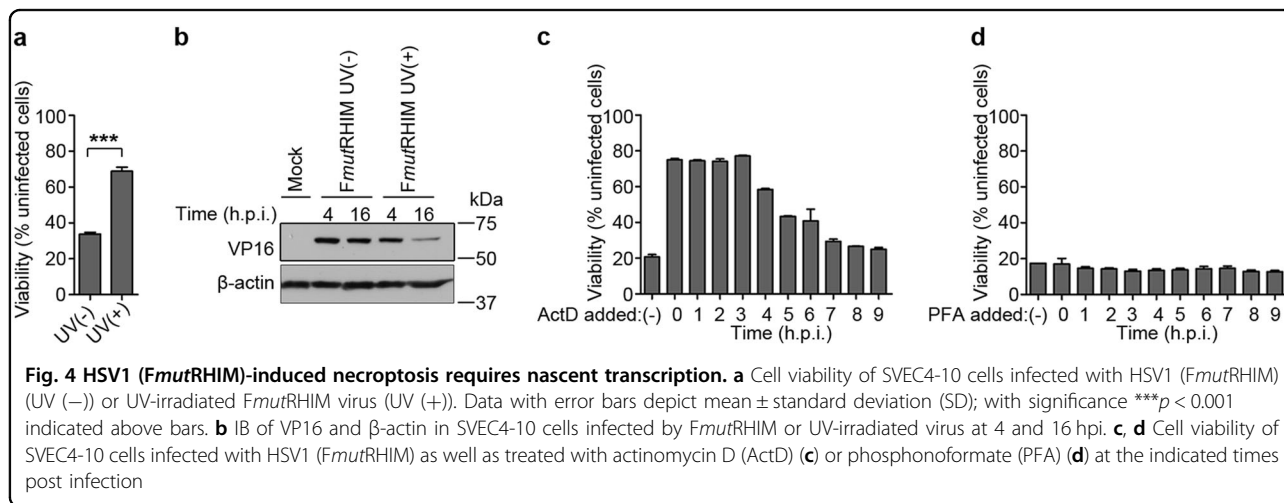 a
Viability (% uninfected cells)
100
80
60
40
20
0
***
UV(-)
UV(+)
b
Mock
FmutRHIM UV(-)
FmutRHIM UV(+)
Time (h.p.i.) 4 16 4 16 kDa
VP16
β-actin
—75
—50
—37
c
Viability (% uninfected cells)
100
80
60
40
20
0
ActD added:(-) 0 1 2 3 4 5 6 7 8 9
Time (h.p.i.)
d
Viability (% uninfected cells)
100
80
60
40
20
0
PFA added:(-) 0 1 2 3 4 5 6 7 8 9
Time (h.p.i.)
Fig. 4 HSV1 (FmutRHIM)-induced necroptosis requires nascent transcription. a Cell viability of SVEC4-10 cells infected with HSV1 (FmutRHIM)
(UV (−)) or UV-irradiated FmutRHIM virus (UV (+)). Data with error bars depict mean ± standard deviation (SD); with significance ***p < 0.001
indicated above bars. b IB of VP16 and β-actin in SVEC4-10 cells infected by FmutRHIM or UV-irradiated virus at 4 and 16 hpi. c, d Cell viability of
SVEC4-10 cells infected with HSV1 (FmutRHIM) as well as treated with actinomycin D (ActD) (c) or phosphonoformate (PFA) (d) at the indicated times
post infection